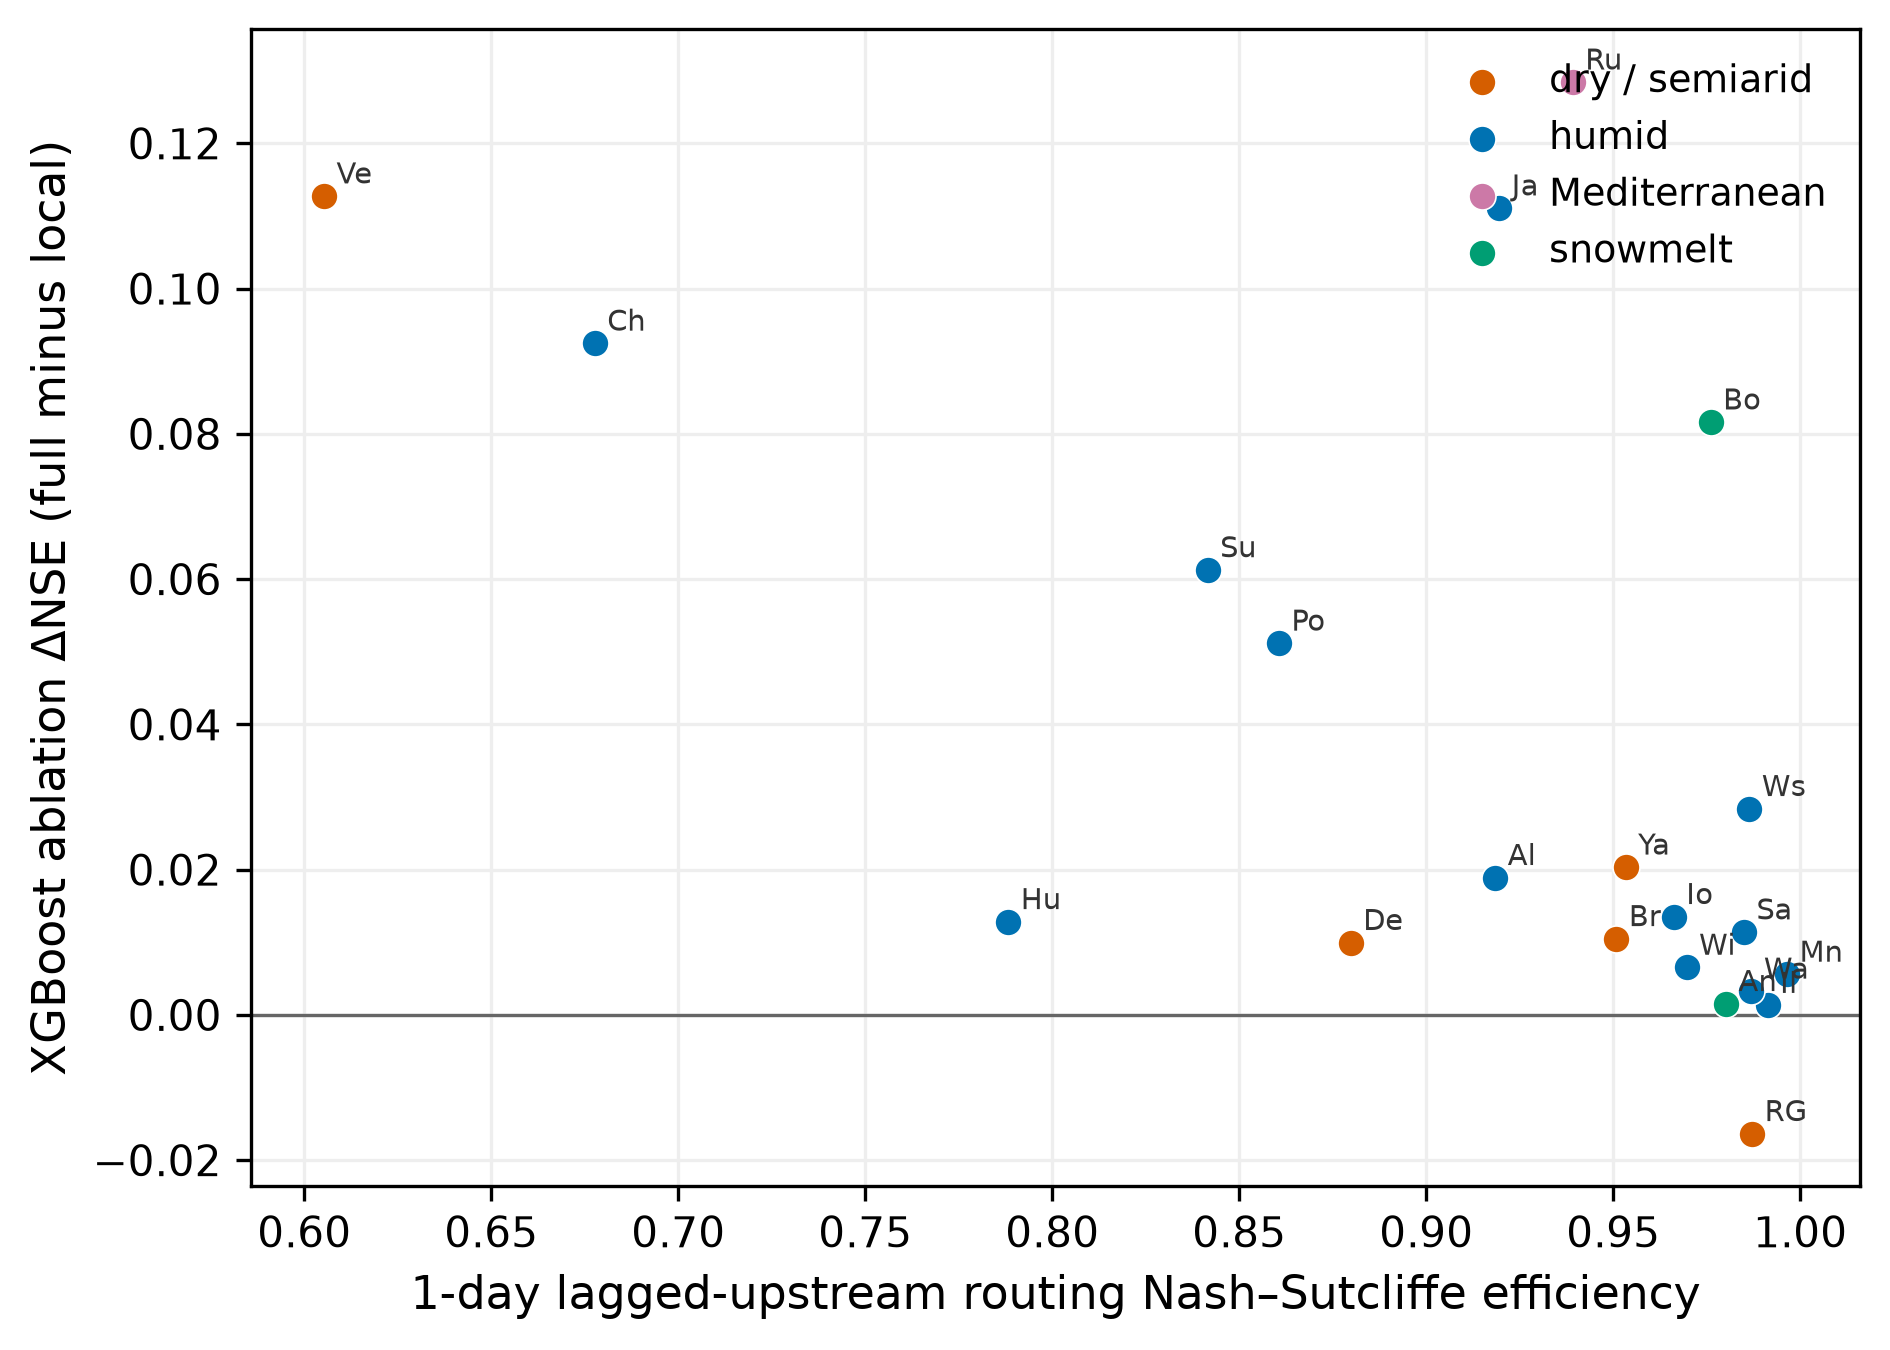 XGBoost ablation ΔNSE (full minus local)
0.12
0.10
0.08
0.06
0.04
0.02
0.00
−0.02
Ru
dry / semiarid
humid
Ja
Mediterranean
snowmelt
Ve
Ch
Bo
Su
Po
Ws
Ya
Al
Io
Hu
De
Br
Sa
Wi
Mn
Wa
An
RG
0.60 0.65 0.70 0.75 0.80 0.85 0.90 0.95 1.00
1-day lagged-upstream routing Nash–Sutcliffe efficiency